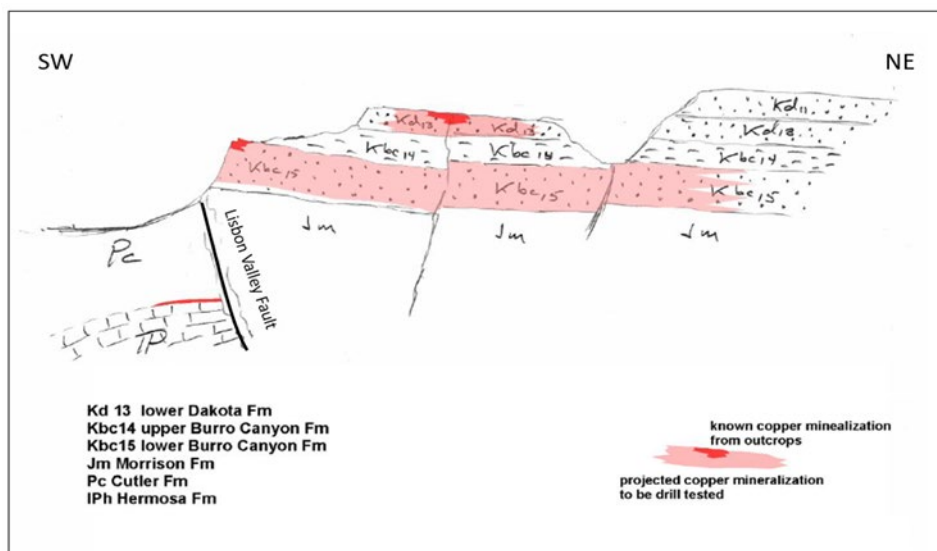 SW
NE
Kd11
Kd13
Kd13
Kd13
Kbc14
Kbc14
Kbc14
Kbc15
Kbc15
Kbc15
Jm
Jm
Jm
Pc
IP
Lisbon Valley Fault
Kd 13 lower Dakota Fm
Kbc14 upper Burro Canyon Fm
Kbc15 lower Burro Canyon Fm
Jm Morrison Fm
Pc Cutler Fm
IPh Hermosa Fm
known copper minealization
from outcrops
projected copper mineralization
to be drill tested